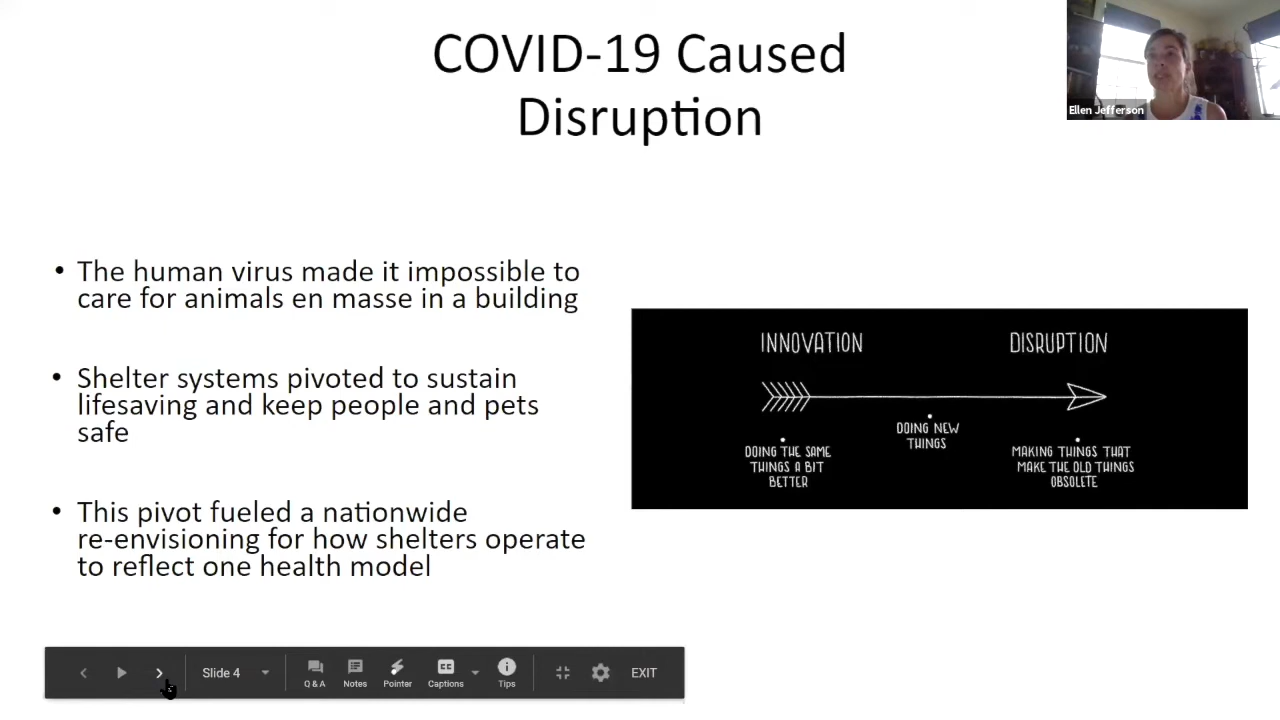 COVID-19 Caused
Disruption
Ellen Jefferson
• The human virus made it impossible to
care for animals en masse in a building
• Shelter systems pivoted to sustain
lifesaving and keep people and pets
safe
• This pivot fueled a nationwide
re-envisioning for how shelters operate
to reflect one health model
INNOVATION
DISRUPTION
DOING THE SAME
THINGS A BIT
BETTER
DOING NEW
THINGS
MAKING THINGS THAT
MAKE THE OLD THINGS
OBSOLETE
Slide 4
Q & A
Notes
Pointer
CC
Captions
Tips
EXIT